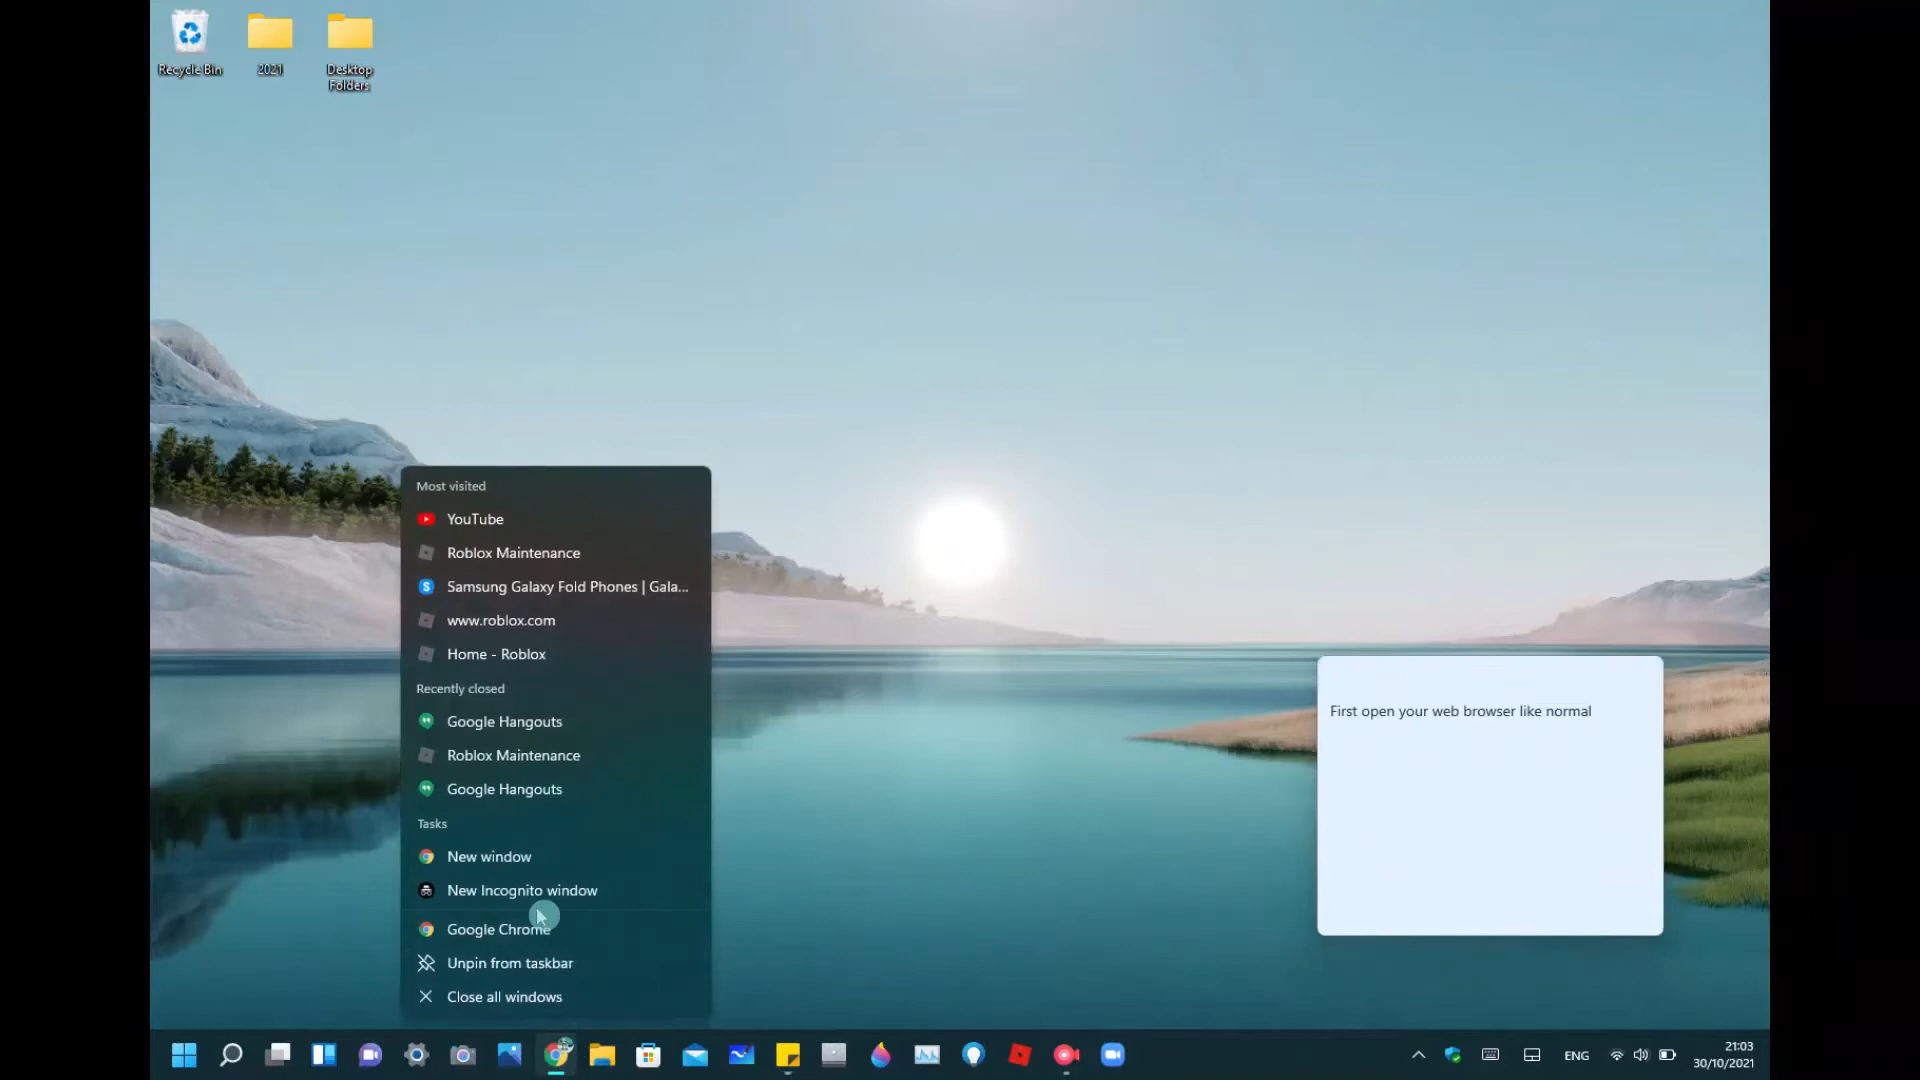 Recycle Bin
2021
Desktop
Folders
Most visited
YouTube
Roblox Maintenance
Samsung Galaxy Fold Phones | Gala...
www.roblox.com
Home - Roblox
Recently closed
Google Hangouts
Roblox Maintenance
Google Hangouts
Tasks
New window
New Incognito window
Google Chrome
Unpin from taskbar
Close all windows
First open your web browser like normal
ENG
21:03
30/10/2021